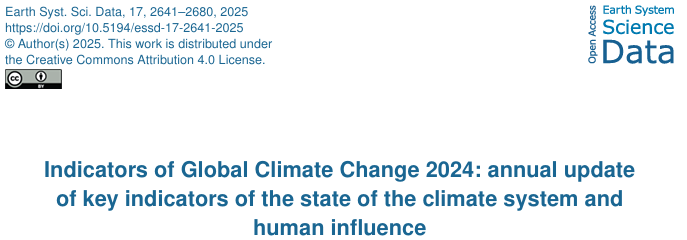 Earth Syst. Sci. Data, 17, 2641–2680, 2025
https://doi.org/10.5194/essd-17-2641-2025
© Author(s) 2025. This work is distributed under
the Creative Commons Attribution 4.0 License.
cc
BY
Open Access
Earth System
Science
Data
Indicators of Global Climate Change 2024: annual update
of key indicators of the state of the climate system and
human influence